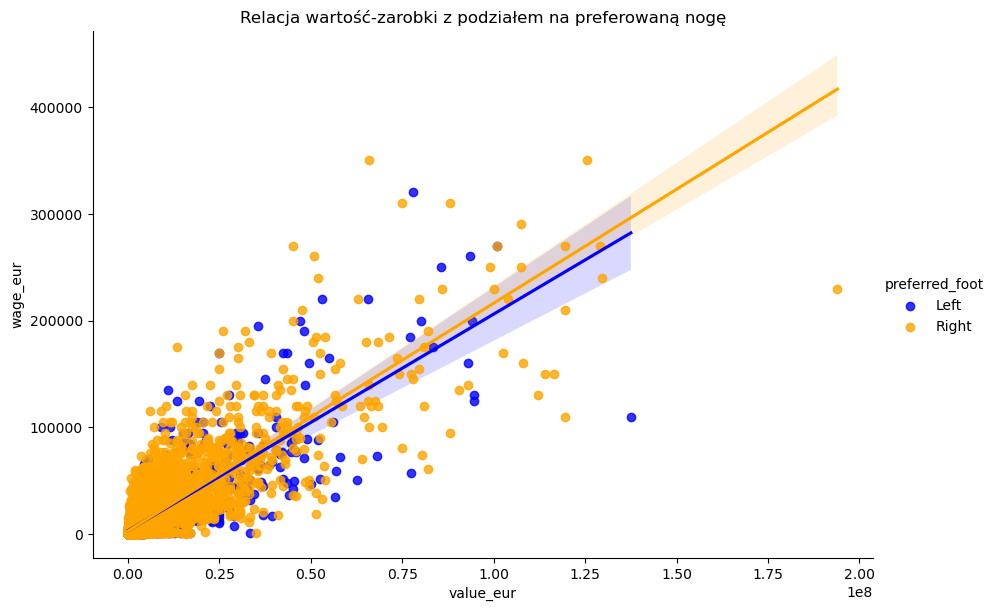 Relacja wartość-zarobki z podziałem na preferowaną nogę
400000
300000
200000
100000
0
wage_eur
0.00
0.25
0.50
0.75
1.00
1.25
1.50
1.75
2.00
1e8
value_eur
preferred_foot
Left
Right